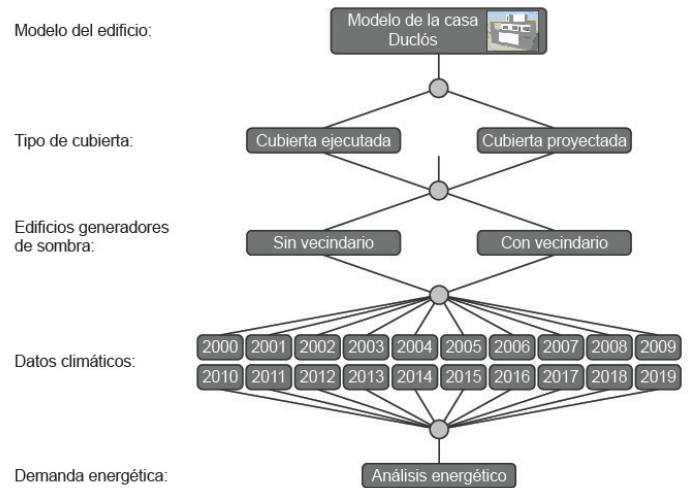 Modelo del edificio:
Modelo de la casa
Duclós
Tipo de cubierta:
Cubierta ejecutada
Cubierta proyectada
Edificios generadores
de sombra:
Sin vecindario
Con vecindario
Datos climáticos:
2000 2001 2002 2003 2004 2005 2006 2007 2008 2009
2010 2011 2012 2013 2014 2015 2016 2017 2018 2019
Demanda energética:
Análisis energético